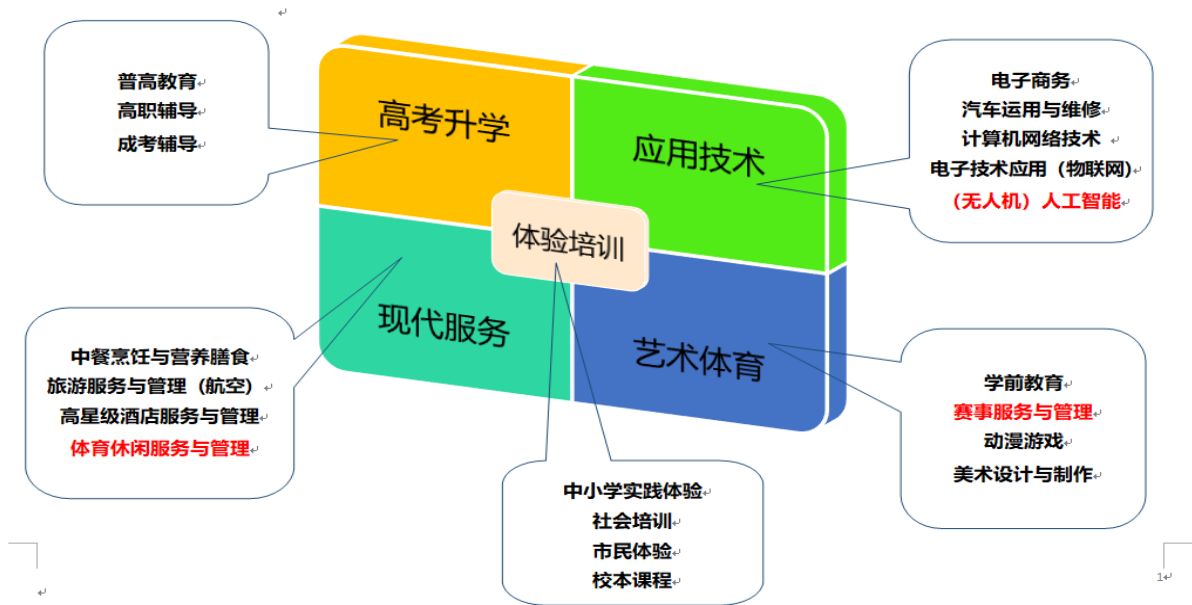 普高教育
高职辅导
成考辅导
高考升学
应用技术
电子商务
汽车运用与维修
计算机网络技术
电子技术应用（物联网）
（无人机）人工智能
体验培训
现代服务
艺术体育
中餐烹饪与营养膳食
旅游服务与管理（航空）
高星级酒店服务与管理
体育休闲服务与管理
学前教育
赛事服务与管理
动漫游戏
美术设计与制作
中小学实践体验
社会培训
市民体验
校本课程
1